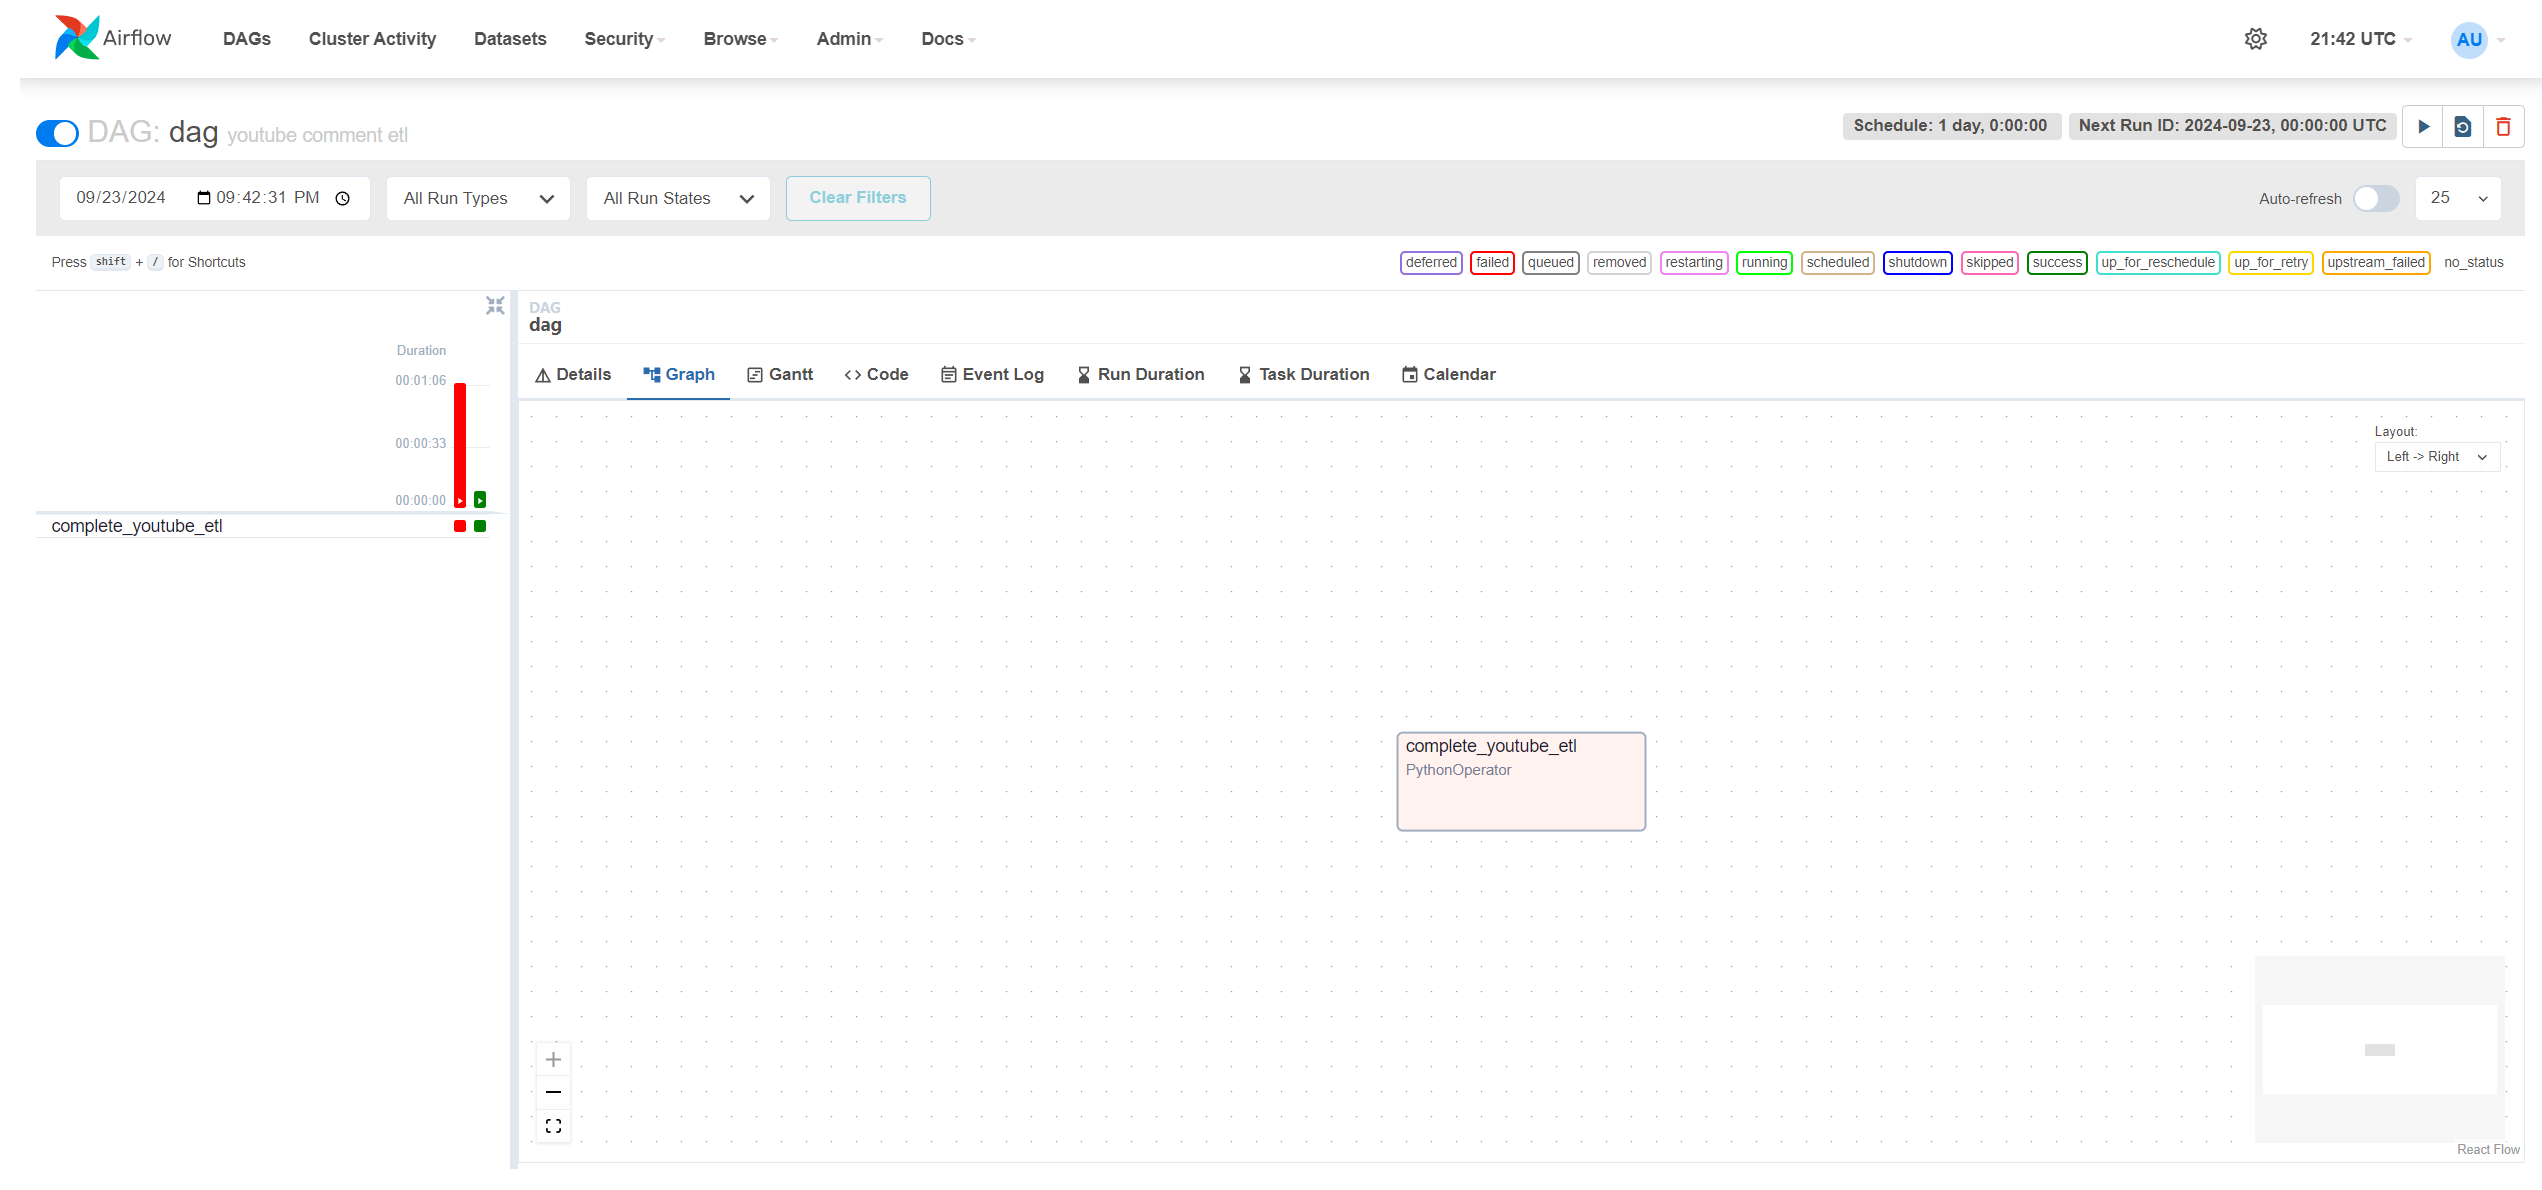 Airflow DAGs Cluster Activity Datasets Security Browse Admin Docs 21:42 UTC AU
DAG: dag youtube comment etl Schedule: 1 day, 0:00:00 Next Run ID: 2024-09-23, 00:00:00 UTC
09/23/2024 09:42:31 PM All Run Types All Run States Clear Filters Auto-refresh 25
Press shift + / for Shortcuts deferred failed queued removed restarting running scheduled shutdown skipped success up_for_reschedule up_for_retry upstream_failed no_status
DAG
dag
Duration
00:01:06
00:00:33
00:00:00
complete_youtube_etl
Details Graph Gantt Code Event Log Run Duration Task Duration Calendar
Layout:
Left -> Right
complete_youtube_etl
PythonOperator
React Flow